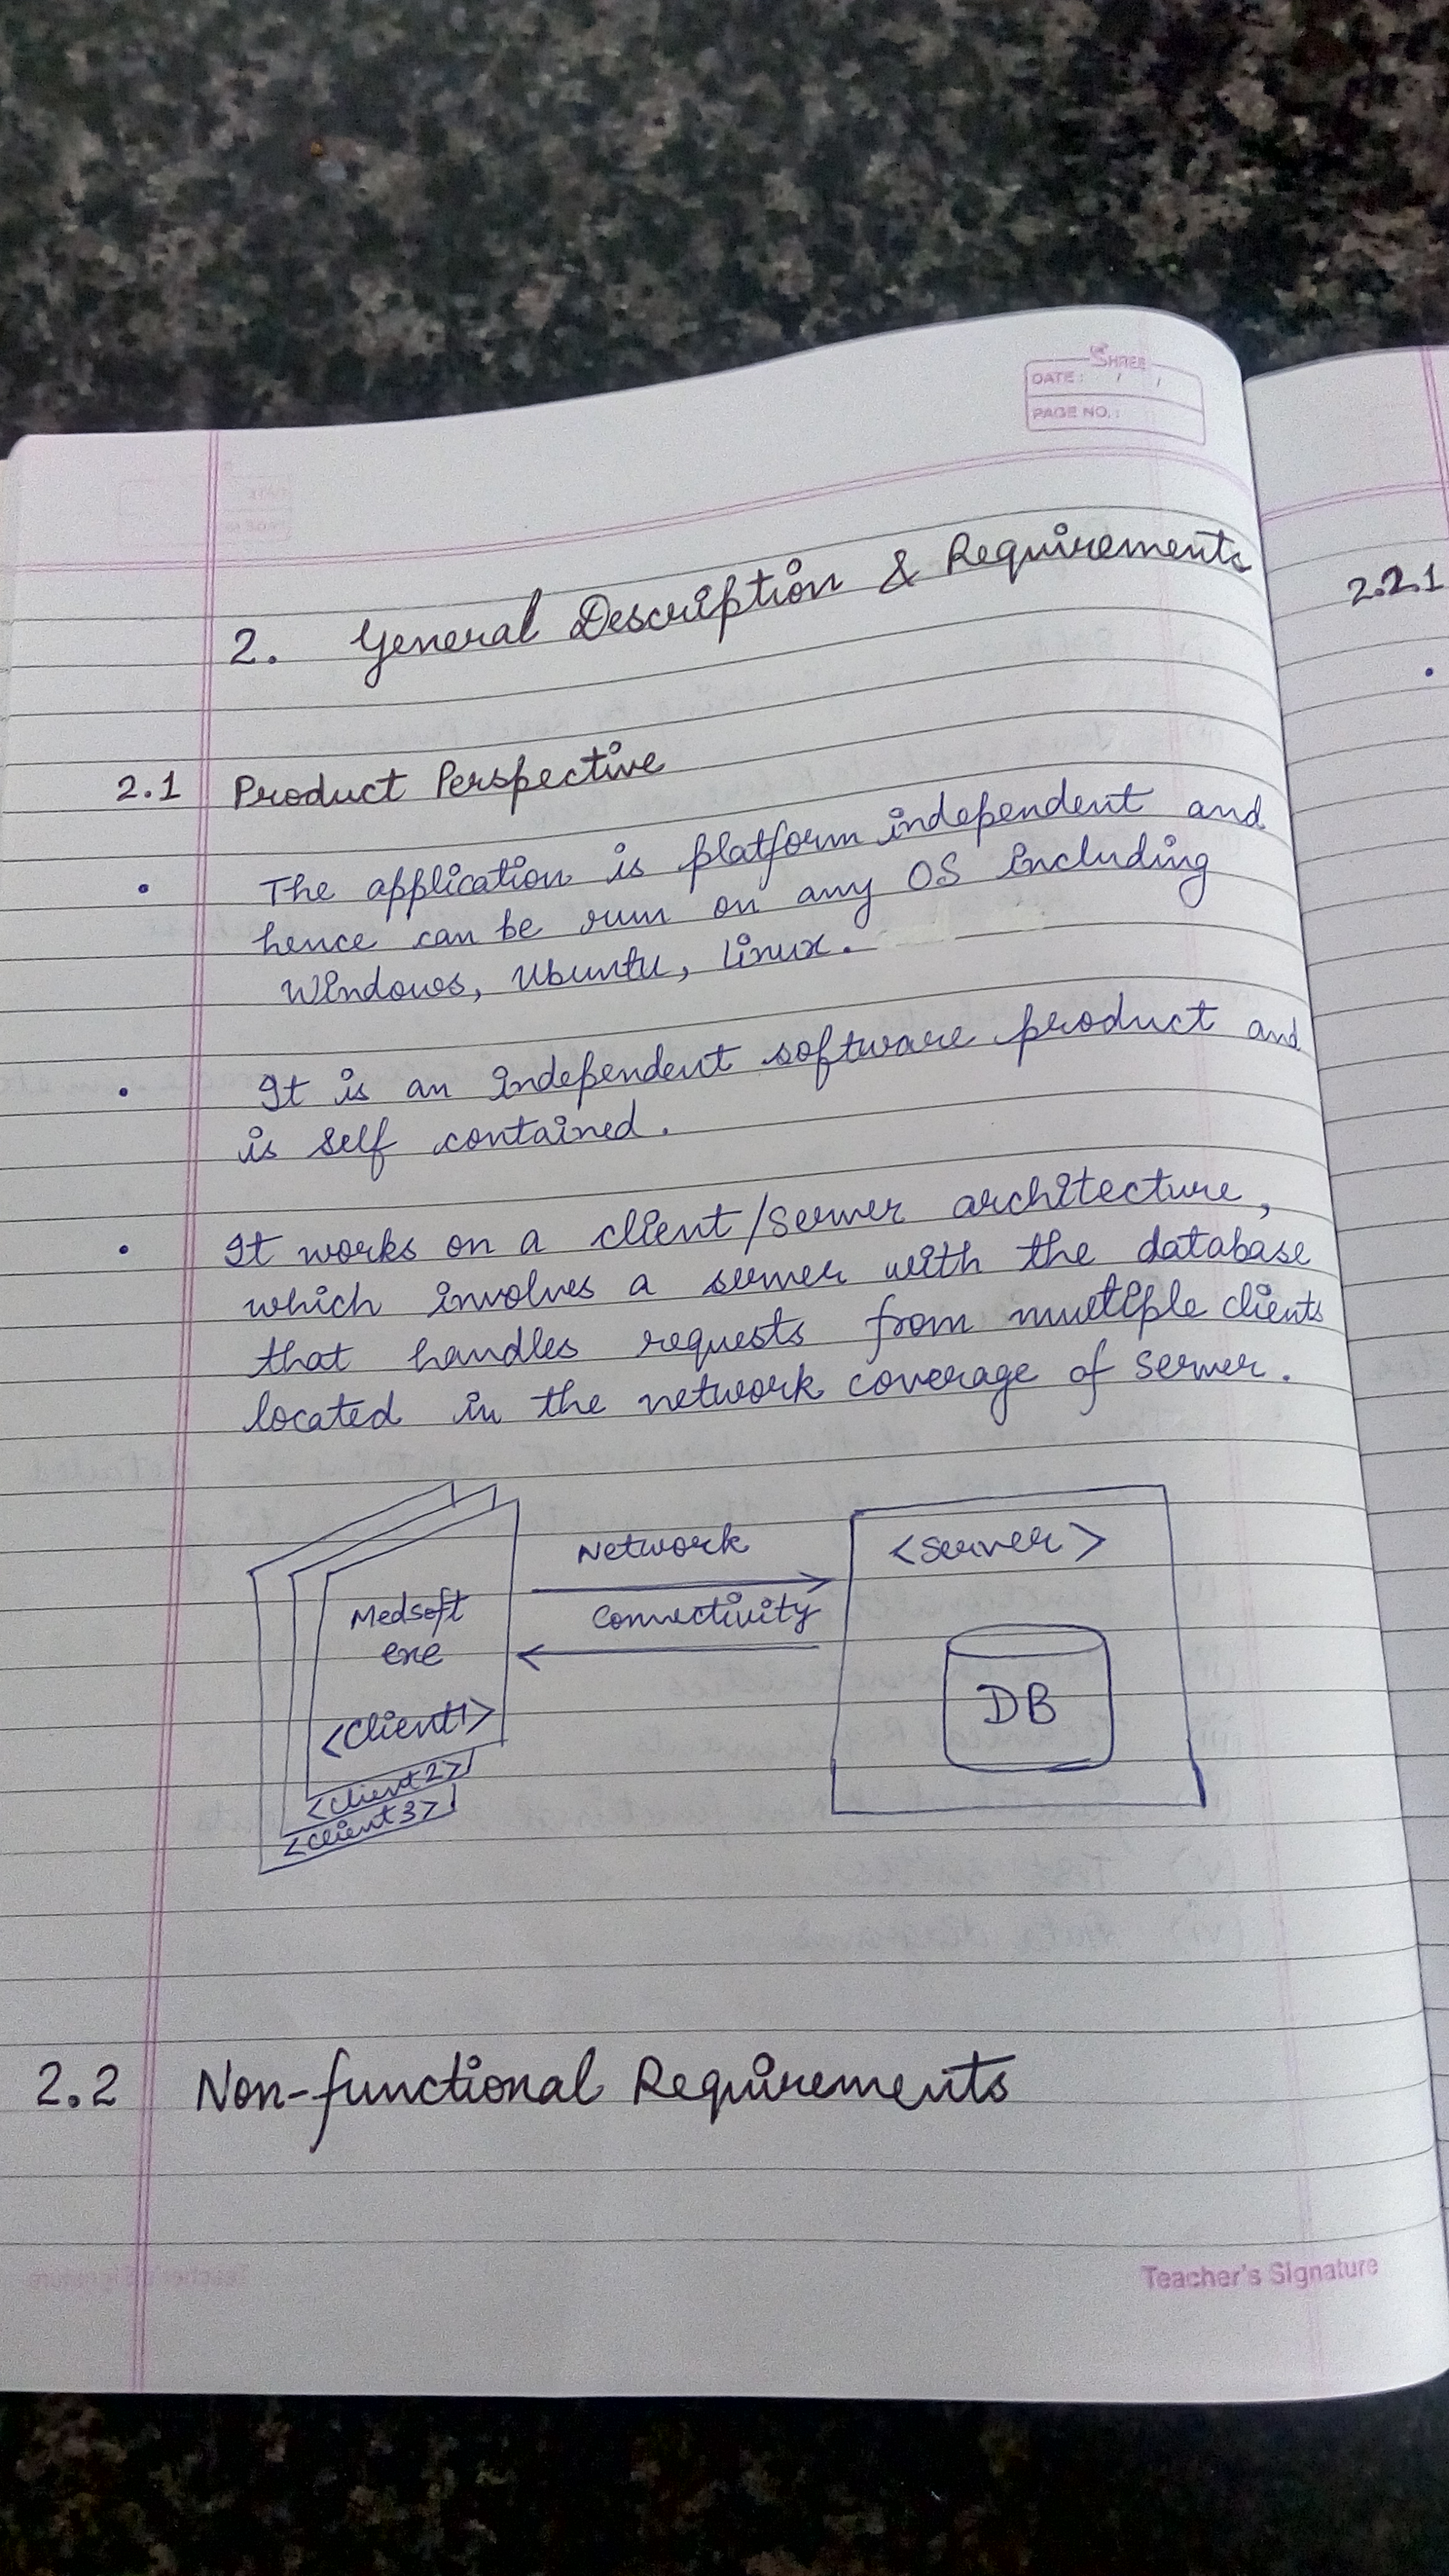 SHREE
DATE: / /
PAGE NO.:
2. General Description & Requirements
2.1 Product Perspective
• The application is platform independent and
hence can be run on any OS including
Windows, Ubuntu, Linux.
• It is an independent software product and
is self contained.
• It works on a client/server architecture,
which involves a server with the database
that handles requests from multiple clients
located in the network coverage of server.
Network
Connectivity
Medsoft
exe
<Client1>
<Client2>
<Client3>
<Server>
DB
2.2 Non-functional Requirements
Teacher's Signature
2.2.1
•